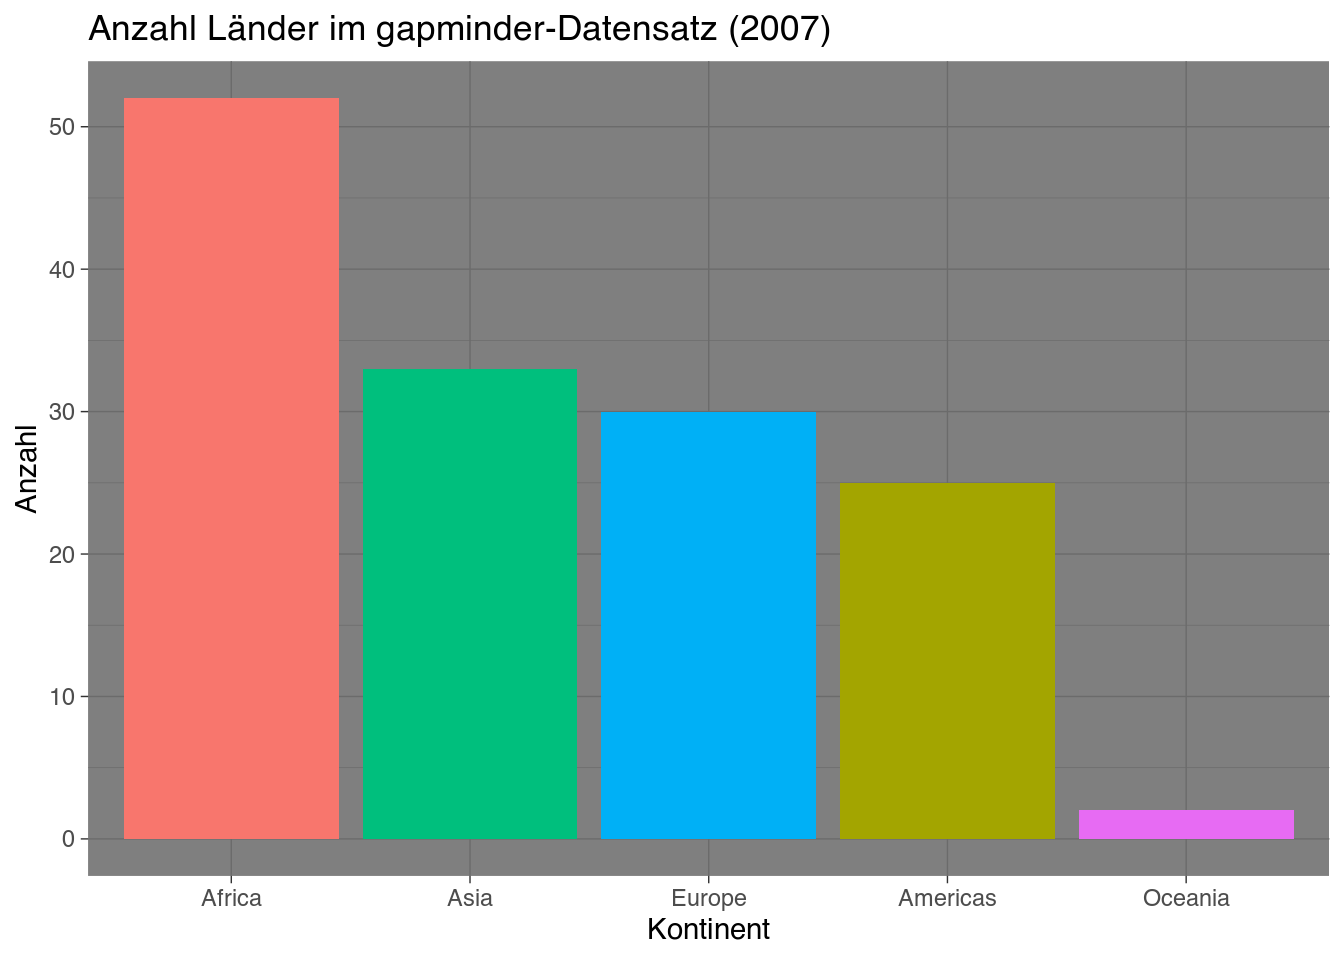 Anzahl Länder im gapminder-Datensatz (2007)
Anzahl
50
40
30
20
10
0
Africa Asia Europe Americas Oceania
Kontinent